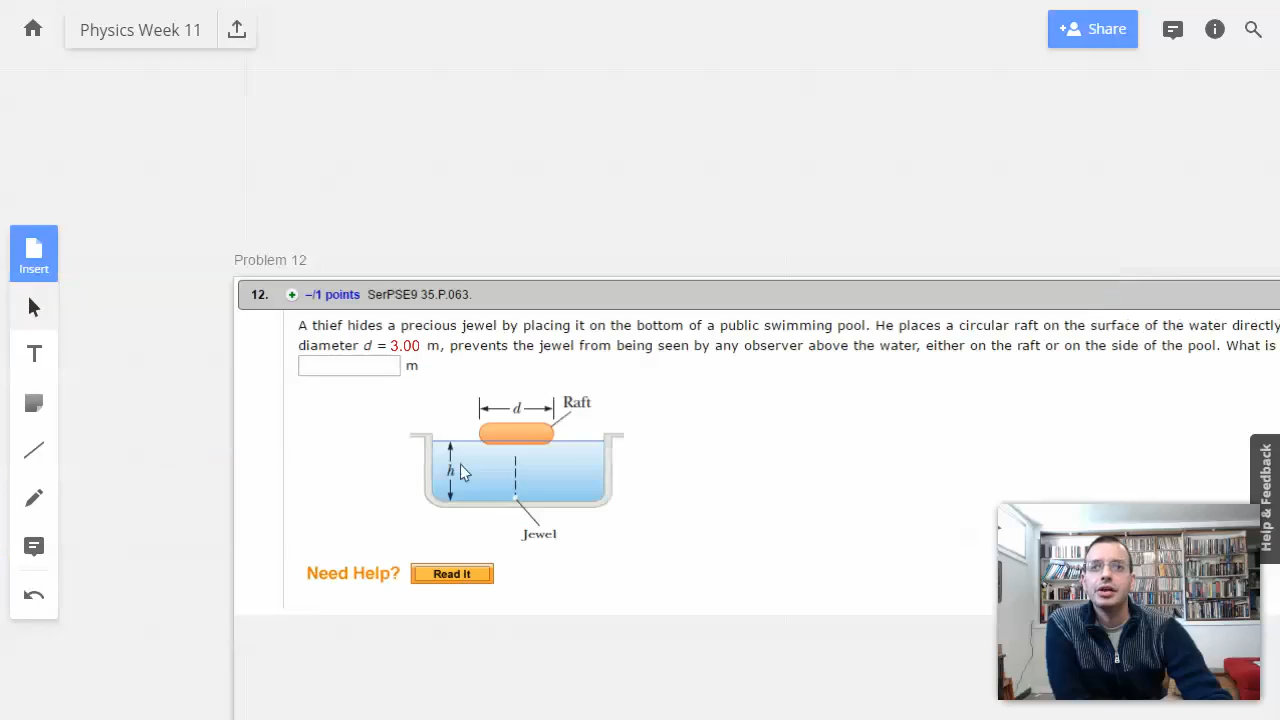 Physics Week 11
Share
Insert
T
Problem 12
12. –/1 points SerPSE9 35.P.063.
A thief hides a precious jewel by placing it on the bottom of a public swimming pool. He places a circular raft on the surface of the water directly
diameter d = 3.00 m, prevents the jewel from being seen by any observer above the water, either on the raft or on the side of the pool. What is
m
d
Raft
h
Jewel
Need Help? Read It
Help & Feedback